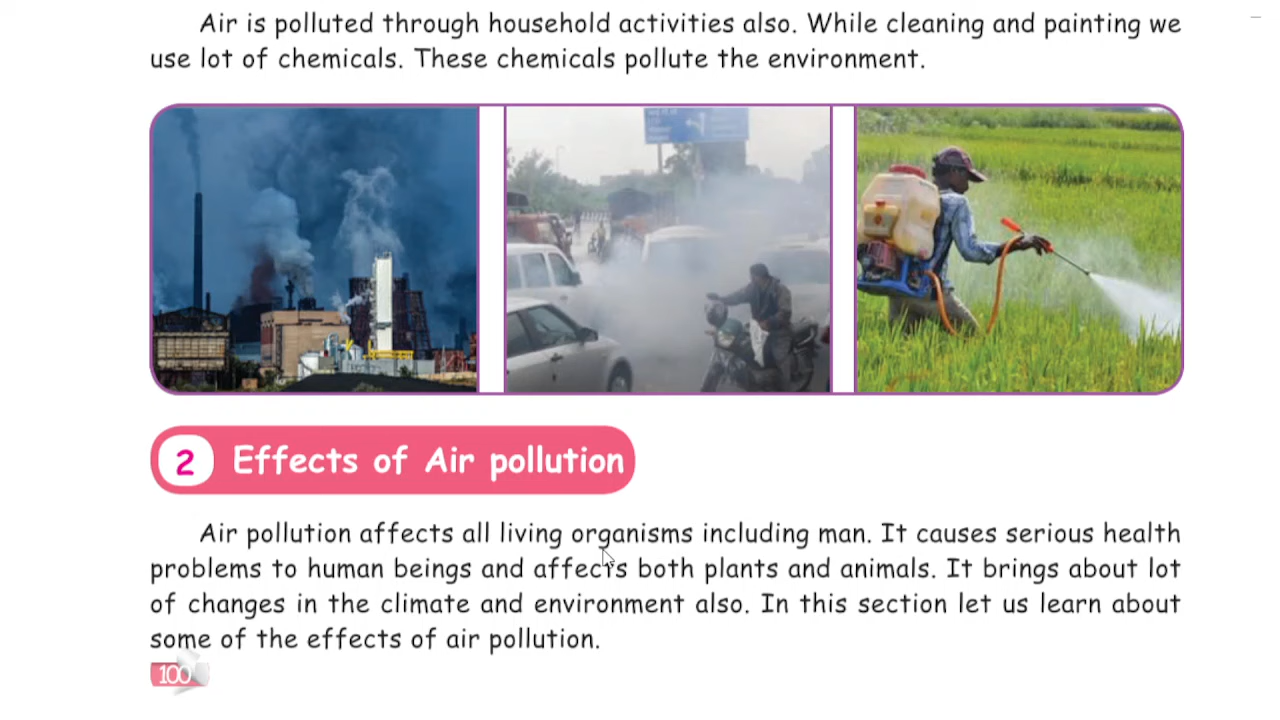 Air is polluted through household activities also. While cleaning and painting we
use lot of chemicals. These chemicals pollute the environment.
2 Effects of Air pollution
Air pollution affects all living organisms including man. It causes serious health
problems to human beings and affects both plants and animals. It brings about lot
of changes in the climate and environment also. In this section let us learn about
some of the effects of air pollution.
100